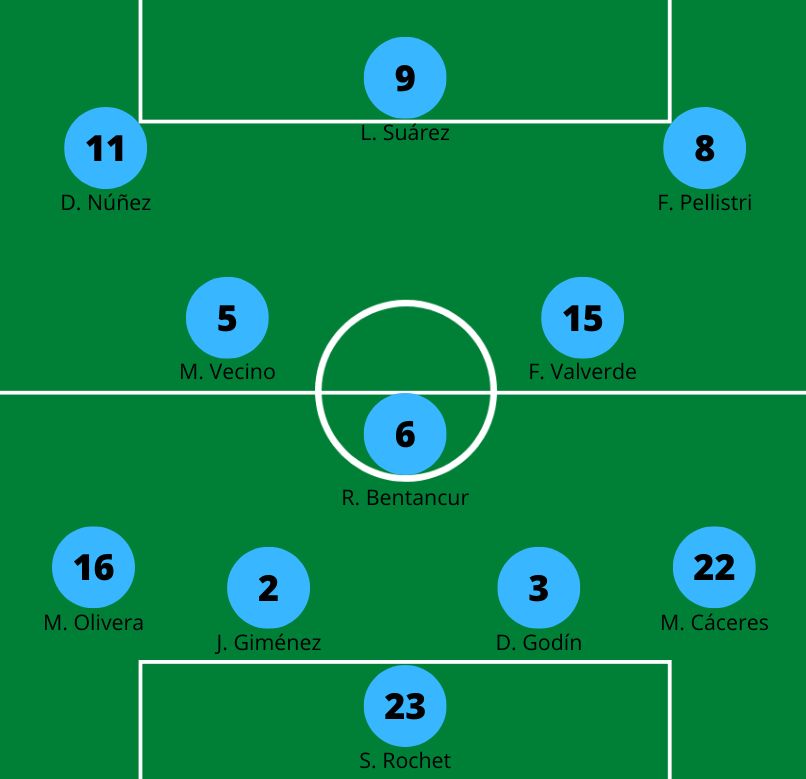 9
L. Suárez
11
D. Núñez
8
F. Pellistri
5
M. Vecino
15
F. Valverde
6
R. Bentancur
16
M. Olivera
2
J. Giménez
3
D. Godín
22
M. Cáceres
23
S. Rochet